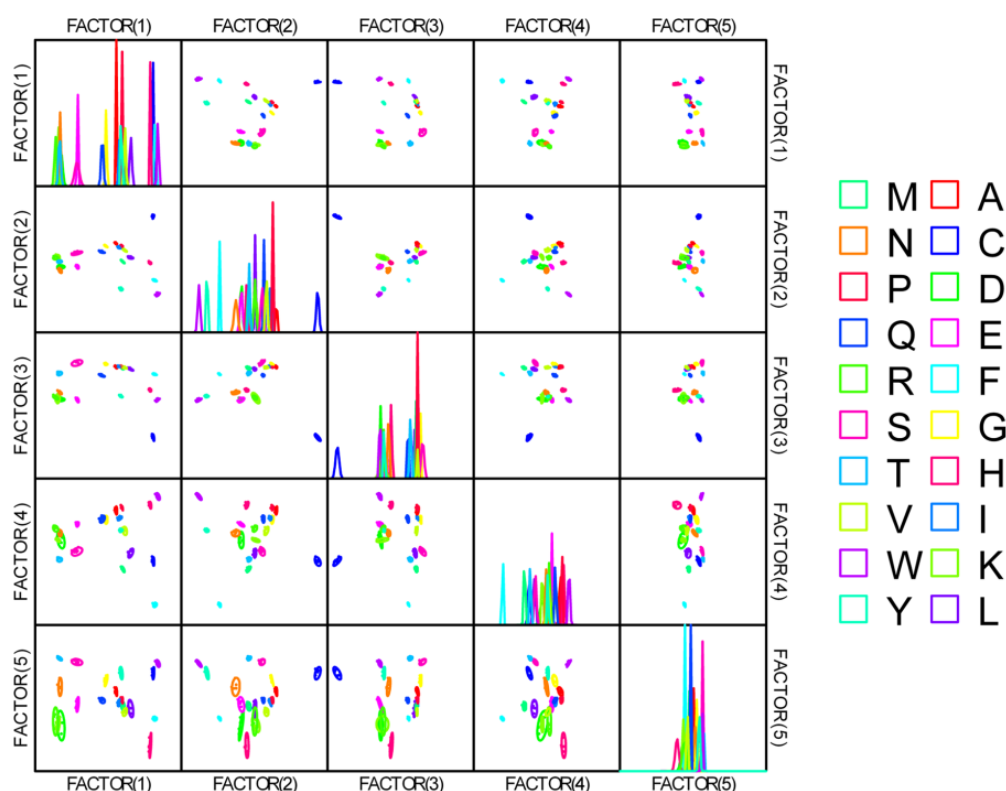 FACTOR(1) FACTOR(2) FACTOR(3) FACTOR(4) FACTOR(5)
FACTOR(1) FACTOR(1)
FACTOR(2) FACTOR(2)
FACTOR(3) FACTOR(3)
FACTOR(4) FACTOR(4)
FACTOR(5) FACTOR(5)
FACTOR(1) FACTOR(2) FACTOR(3) FACTOR(4) FACTOR(5)
M A
N C
P D
Q E
R F
S G
T H
V I
W K
Y L